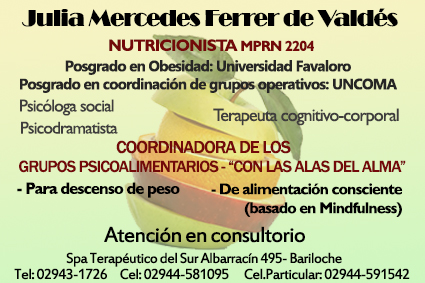 Julia Mercedes Ferrer de Valdés
NUTRICIONISTA MPRN 2204
Posgrado en Obesidad: Universidad Favaloro
Posgrado en coordinación de grupos operativos: UNCOMA
Psicóloga social
Psicodramatista
Terapeuta cognitivo-corporal
COORDINADORA DE LOS
GRUPOS PSICOALIMENTARIOS - “CON LAS ALAS DEL ALMA”
- Para descenso de peso
- De alimentación consciente
(basado en Mindfulness)
Atención en consultorio
Spa Terapéutico del Sur Albarracín 495- Bariloche
Tel: 02943-1726 Cel: 02944-581095 Cel.Particular: 02944-591542